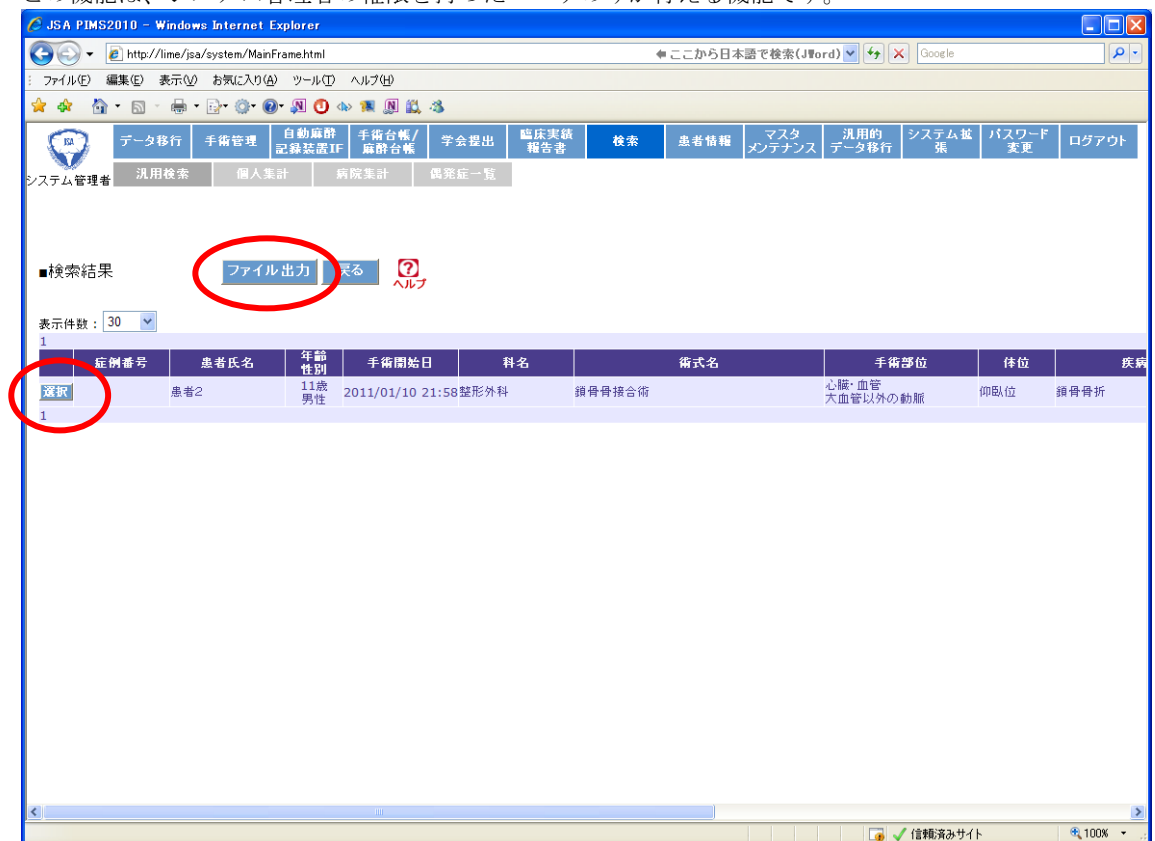 JSA PIMS2010 - Windows Internet Explorer
http://lime/jsa/system/MainFrame.html
ここから日本語で検索(JWord)
Google
ファイル(F) 編集(E) 表示(V) お気に入り(A) ツール(T) ヘルプ(H)
JSA
データ移行
手術管理
自動麻酔
記録装置IF
手術台帳/
麻酔台帳
学会提出
臨床実績
報告書
検索
患者情報
マスタ
メンテナンス
汎用的
データ移行
システム拡
張
パスワード
変更
ログアウト
システム管理者
汎用検索
個人集計
病院集計
偶発症一覧
■検索結果
ファイル出力
戻る
?
ヘルプ
表示件数：
30
1
症例番号
患者氏名
年齢
性別
手術開始日
科名
術式名
手術部位
体位
疾病
選択
患者2
11歳
男性
2011/01/10 21:58
整形外科
鎖骨骨接合術
心臓･血管
大血管以外の動脈
仰臥位
鎖骨骨折
1
信頼済みサイト
100%